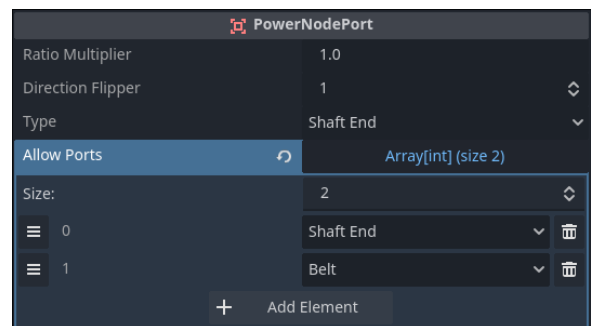 PowerNodePort
Ratio Multiplier 1.0
Direction Flipper 1
Type Shaft End
Allow Ports Array[int] (size 2)
Size: 2
0 Shaft End
1 Belt
+ Add Element